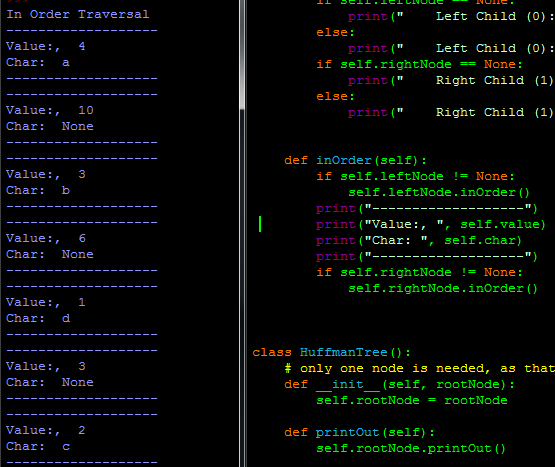 In Order Traversal
-------------------
Value:,  4
Char:  a
-------------------
-------------------
Value:,  10
Char:  None
-------------------
-------------------
Value:,  3
Char:  b
-------------------
-------------------
Value:,  6
Char:  None
-------------------
-------------------
Value:,  1
Char:  d
-------------------
-------------------
Value:,  3
Char:  None
-------------------
-------------------
Value:,  2
Char:  c
-------------------
if self.leftNode == None:
print("    Left Child (0):
else:
print("    Left Child (0):
if self.rightNode == None:
print("    Right Child (1)
else:
print("    Right Child (1)
def inOrder(self):
if self.leftNode != None:
self.leftNode.inOrder()
print("-------------------")
print("Value:, ", self.value)
print("Char: ", self.char)
print("-------------------")
if self.rightNode != None:
self.rightNode.inOrder()
class HuffmanTree():
# only one node is needed, as that
def __init__(self, rootNode):
self.rootNode = rootNode
def printOut(self):
self.rootNode.printOut()